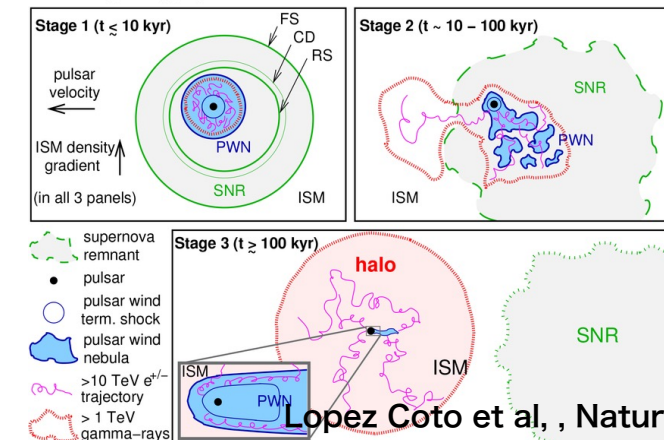 Stage 1 (t ≲ 10 kyr)
FS
CD
RS
pulsar
velocity
ISM density
gradient
(in all 3 panels)
PWN
SNR
ISM
Stage 2 (t ~ 10 – 100 kyr)
SNR
PWN
ISM
supernova
remnant
pulsar
pulsar wind
term. shock
pulsar wind
nebula
>10 TeV e+/−
trajectory
> 1 TeV
gamma−rays
Stage 3 (t ≳ 100 kyr)
halo
ISM
SNR
ISM
PWN
Lopez Coto et al, , Natur